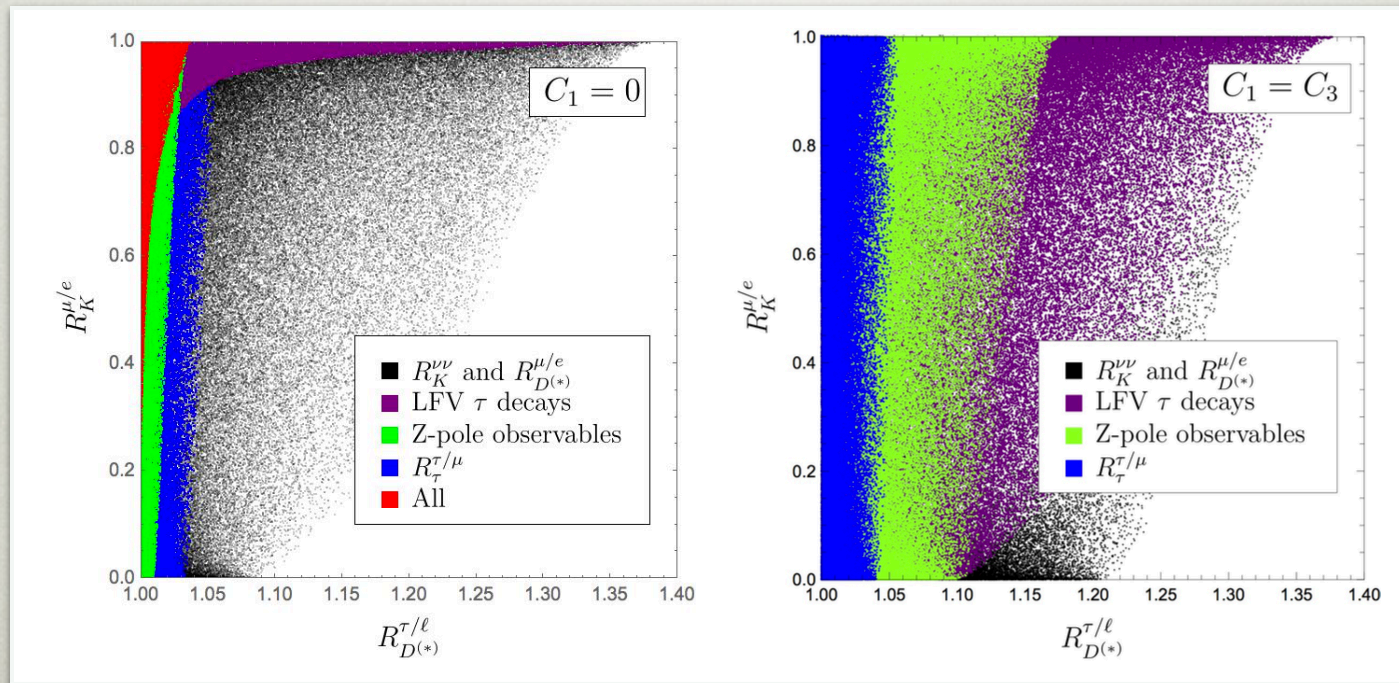 1.0
0.8
0.6
0.4
0.2
0.0
1.00 1.05 1.10 1.15 1.20 1.25 1.30 1.35 1.40
R_K^{μ/e}
R_{D^{(*)}}^{τ/ℓ}
C_1 = 0
R_K^{νν} and R_{D^{(*)}}^{μ/e}
LFV τ decays
Z-pole observables
R_τ^{τ/μ}
All
1.0
0.8
0.6
0.4
0.2
0.0
1.00 1.05 1.10 1.15 1.20 1.25 1.30 1.35 1.40
R_K^{μ/e}
R_{D^{(*)}}^{τ/ℓ}
C_1 = C_3
R_K^{νν} and R_{D^{(*)}}^{μ/e}
LFV τ decays
Z-pole observables
R_τ^{τ/μ}